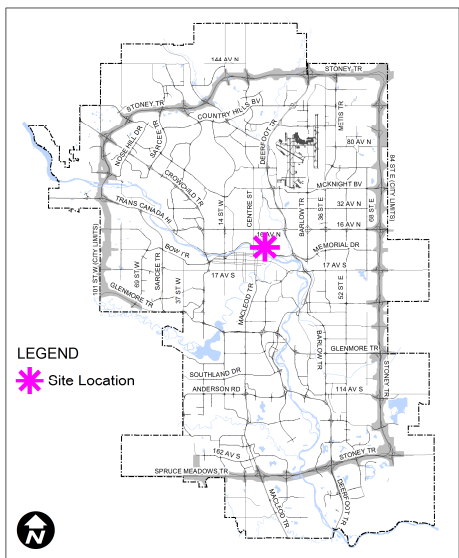 144 AV N
STONEY TR
STONEY TR
COUNTRY HILLS BV
METIS TR
NOSE HILL DR
SARCEE TR
DEERFOOT TR
80 AV N
84 ST E (CITY LIMITS)
CROWCHILD TR
MCKNIGHT BV
TRANS CANADA HI
14 ST W
CENTRE ST
BARLOW TR
36 ST E
32 AV N
68 ST E
16 AV N
16 AV N
MEMORIAL DR
BOW TR
101 ST W (CITY LIMITS)
69 ST W
SARCEE TR
37 ST W
17 AV S
17 AV S
52 ST E
GLENMORE TR
MACLEOD TR
BARLOW TR
GLENMORE TR
LEGEND
Site Location
SOUTHLAND DR
ANDERSON RD
114 AV S
STONEY TR
162 AV S
STONEY TR
SPRUCE MEADOWS TR
MACLEOD TR
DEERFOOT TR
N